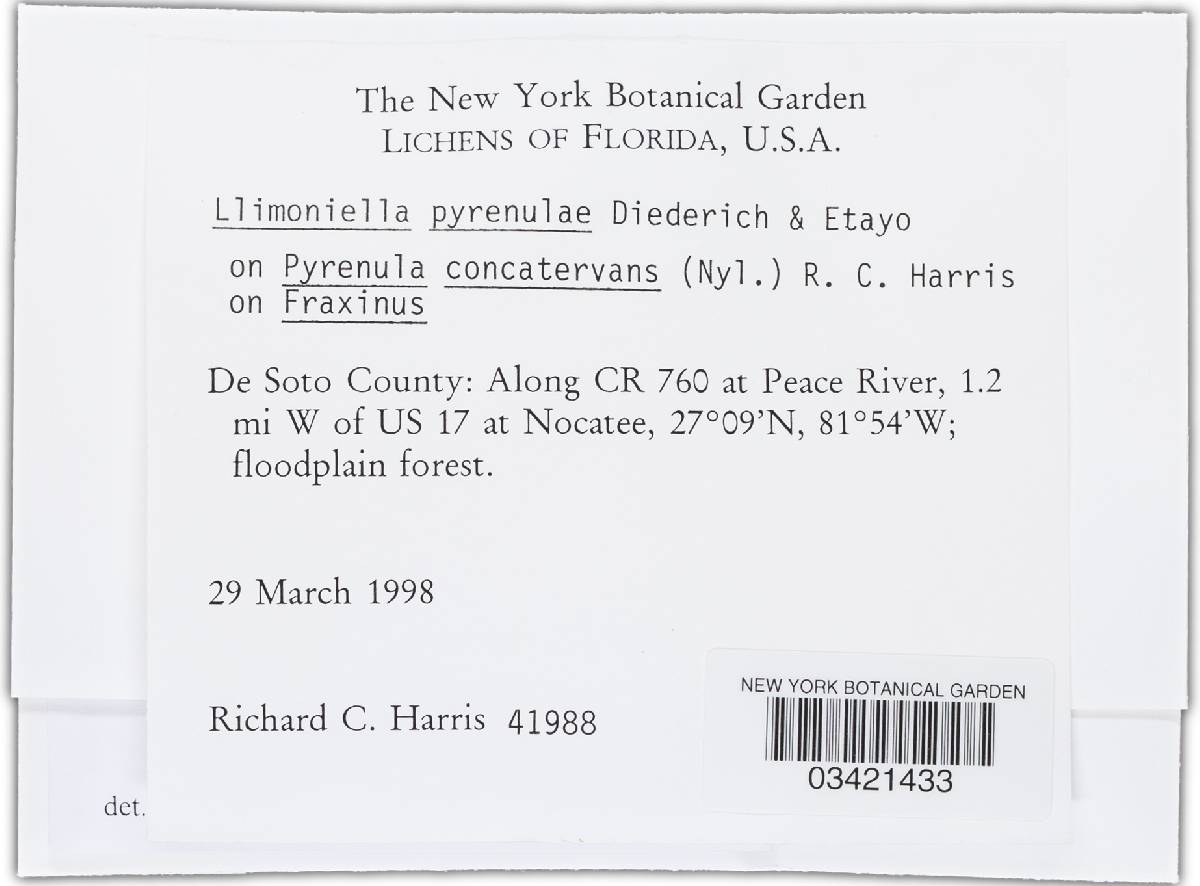 The New York Botanical Garden
LICHENS OF FLORIDA, U.S.A.
Llimoniella pyrenulae Diederich & Etayo
on Pyrenula concatervans (Nyl.) R. C. Harris
on Fraxinus
De Soto County: Along CR 760 at Peace River, 1.2
mi W of US 17 at Nocatee, 27°09'N, 81°54'W;
floodplain forest.
29 March 1998
Richard C. Harris 41988
NEW YORK BOTANICAL GARDEN
03421433
det.